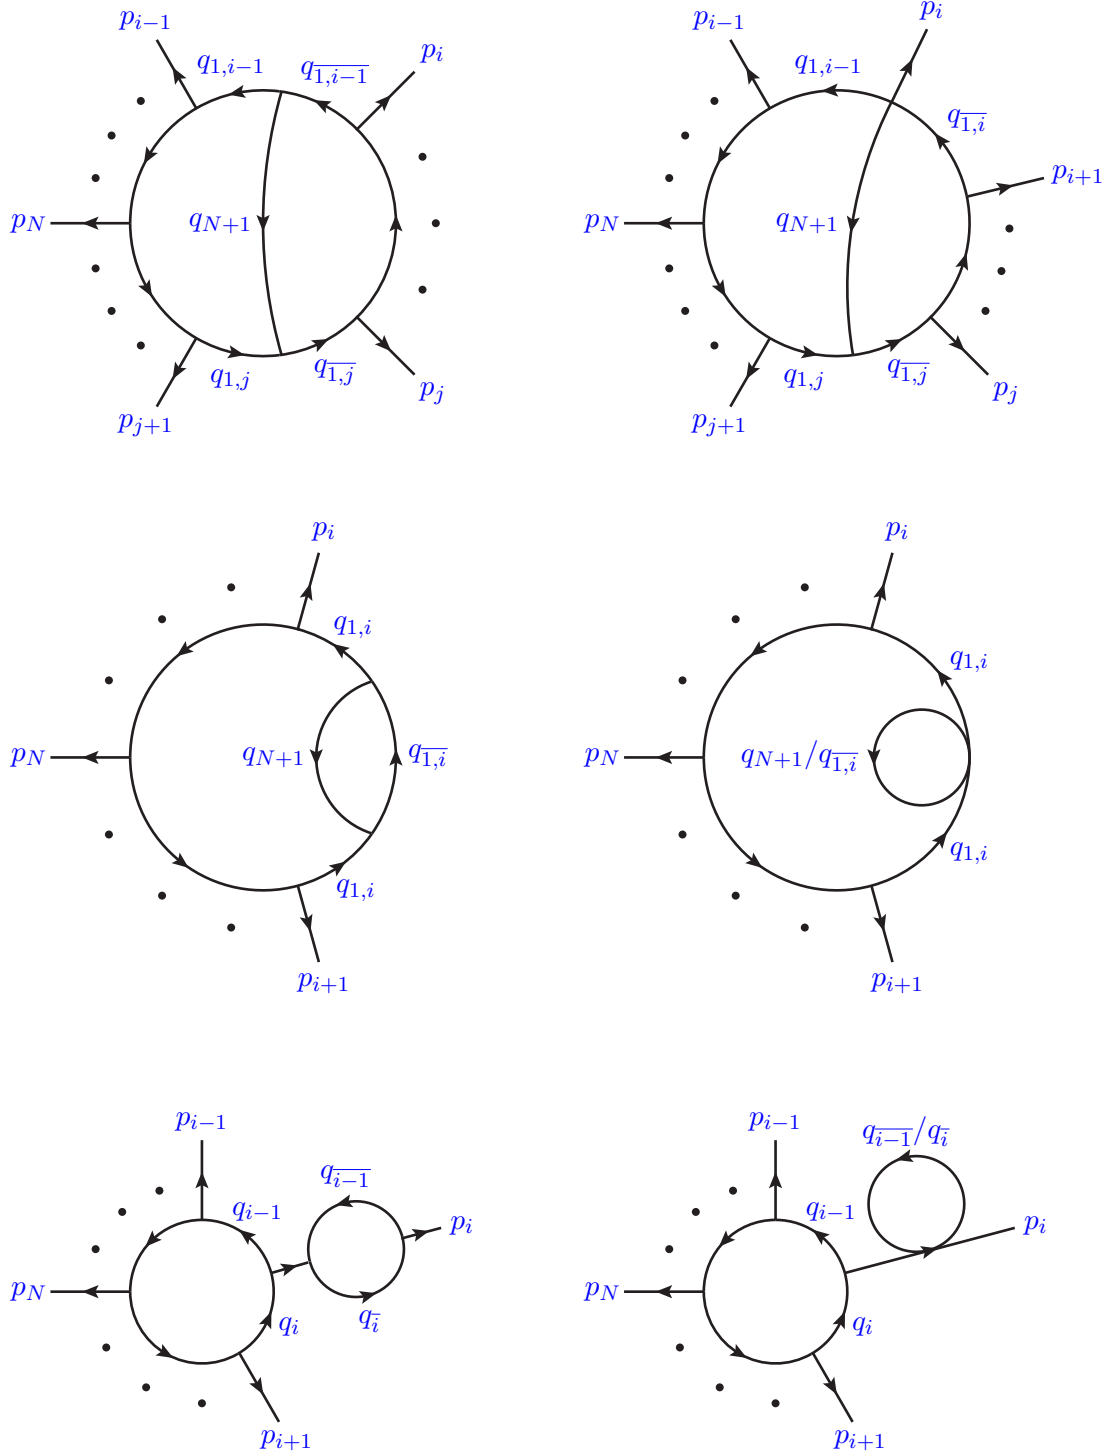 p_{i−1} p_i
q_{1,i−1} q_{\overline{1,i−1}} p_i q_{1,i−1}
p_{i−1} q_{\overline{1,i}}
p_{i+1}
p_N q_{N+1} p_N q_{N+1}
q_{1,j} q_{\overline{1,j}} q_{1,j} q_{\overline{1,j}}
p_{j+1} p_j p_{j+1} p_j
p_i p_i
q_{1,i} q_{1,i}
p_N q_{N+1} q_{\overline{1,i}} p_N q_{N+1}/q_{\overline{1,i}}
q_{1,i} q_{1,i}
p_{i+1} p_{i+1}
p_{i−1} p_{i−1} q_{\overline{i−1}}/q_{\overline{i}}
q_{\overline{i−1}}
q_{i−1} p_i q_{i−1} p_i
p_N q_i q_{\overline{i}} p_N q_i
p_{i+1} p_{i+1}